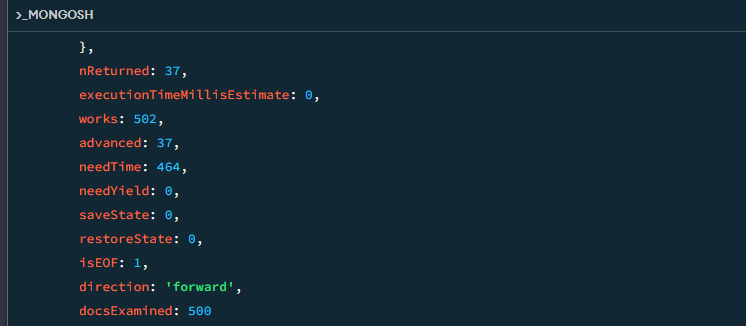 >_MONGOSH
},
nReturned: 37,
executionTimeMillisEstimate: 0,
works: 502,
advanced: 37,
needTime: 464,
needYield: 0,
saveState: 0,
restoreState: 0,
isEOF: 1,
direction: 'forward',
docsExamined: 500